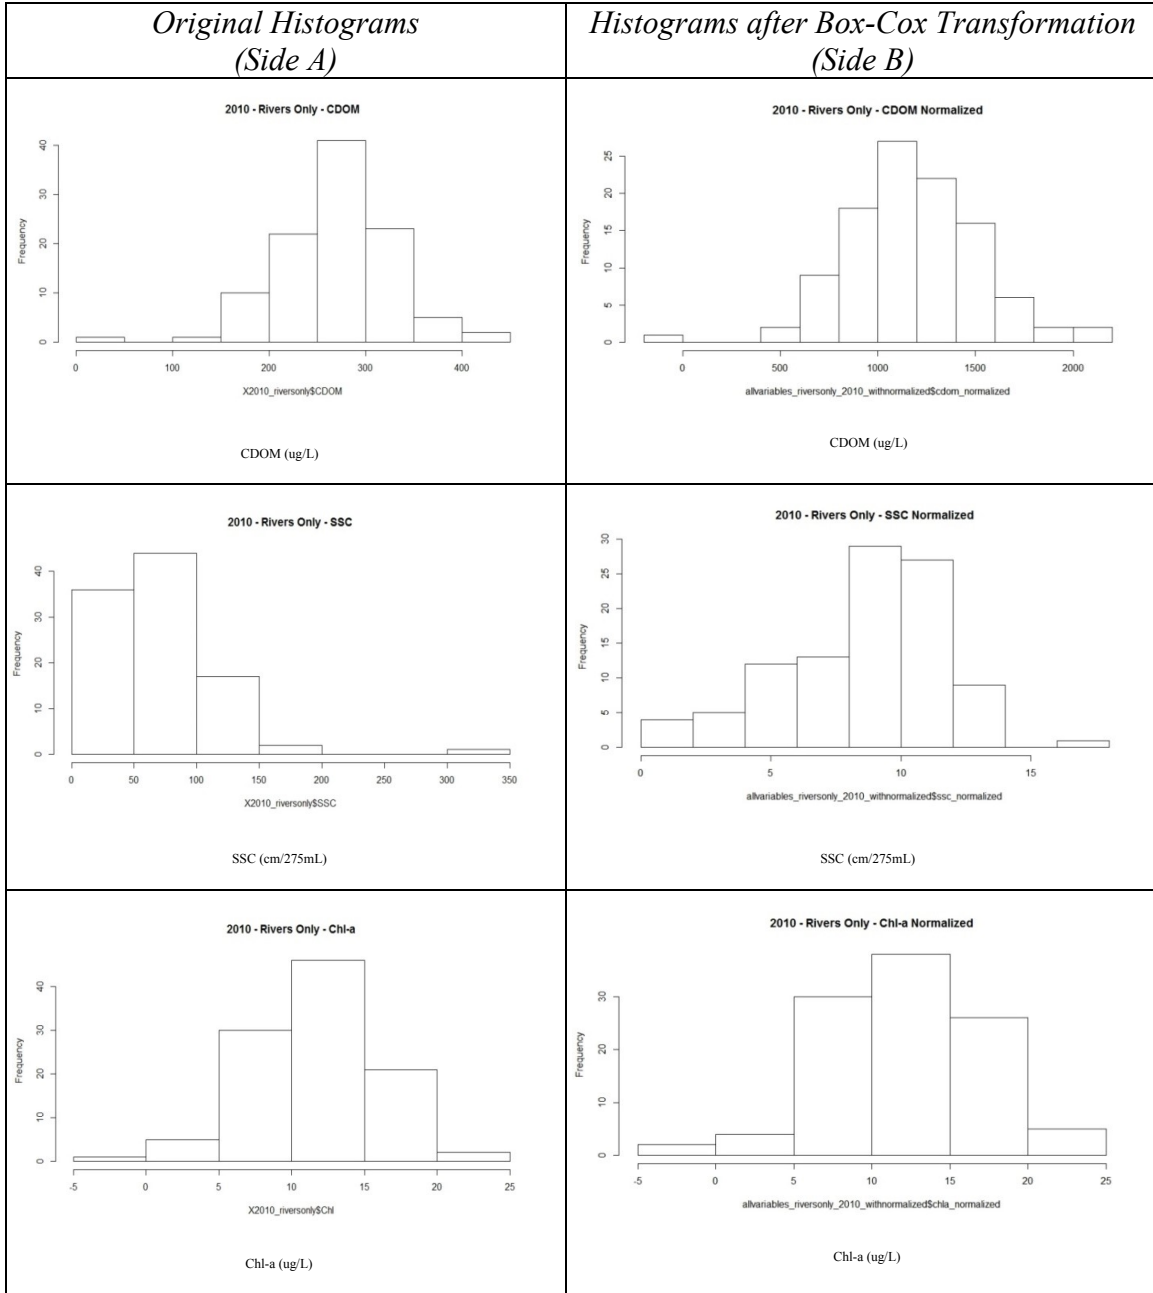 Original Histograms
(Side A)
Histograms after Box-Cox Transformation
(Side B)
2010 - Rivers Only - CDOM
Frequency
40
30
20
10
0
0 100 200 300 400
X2010_riversonly$CDOM
CDOM (ug/L)
2010 - Rivers Only - CDOM Normalized
Frequency
25
20
15
10
5
0
0 500 1000 1500 2000
allvariables_riversonly_2010_withnormalized$cdom_normalized
CDOM (ug/L)
2010 - Rivers Only - SSC
Frequency
40
30
20
10
0
0 50 100 150 200 250 300 350
X2010_riversonly$SSC
SSC (cm/275mL)
2010 - Rivers Only - SSC Normalized
Frequency
30
25
20
15
10
5
0
0 5 10 15
allvariables_riversonly_2010_withnormalized$ssc_normalized
SSC (cm/275mL)
2010 - Rivers Only - Chl-a
Frequency
40
30
20
10
0
-5 0 5 10 15 20 25
X2010_riversonly$Chl
Chl-a (ug/L)
2010 - Rivers Only - Chl-a Normalized
Frequency
30
20
10
0
-5 0 5 10 15 20 25
allvariables_riversonly_2010_withnormalized$chla_normalized
Chl-a (ug/L)